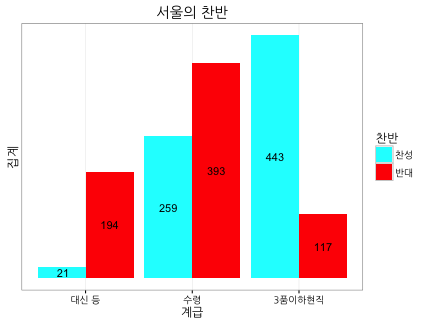 서울의 찬반
집계
443
393
259
194
117
21
찬반
찬성
반대
대신 등
수령
3품이하현직
계급